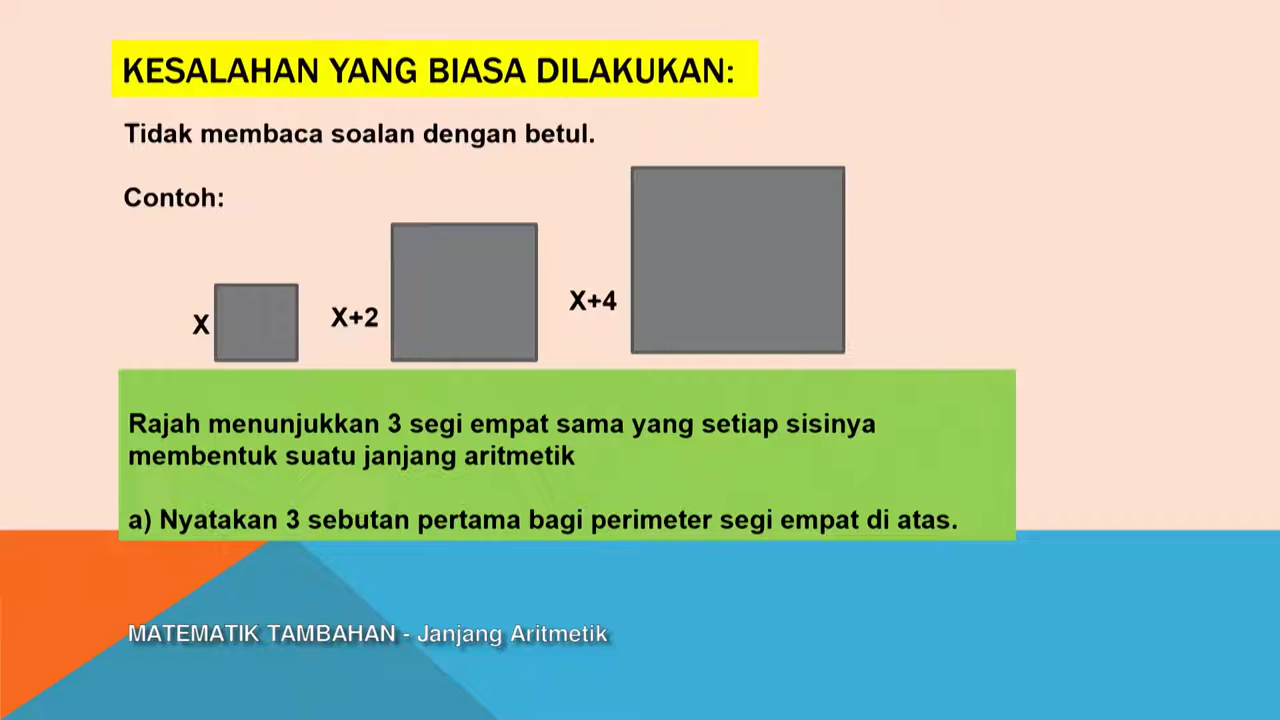 KESALAHAN YANG BIASA DILAKUKAN:
Tidak membaca soalan dengan betul.
Contoh:
X
X+2
X+4
Rajah menunjukkan 3 segi empat sama yang setiap sisinya
membentuk suatu janjang aritmetik
a) Nyatakan 3 sebutan pertama bagi perimeter segi empat di atas.
MATEMATIK TAMBAHAN - Janjang Aritmetik